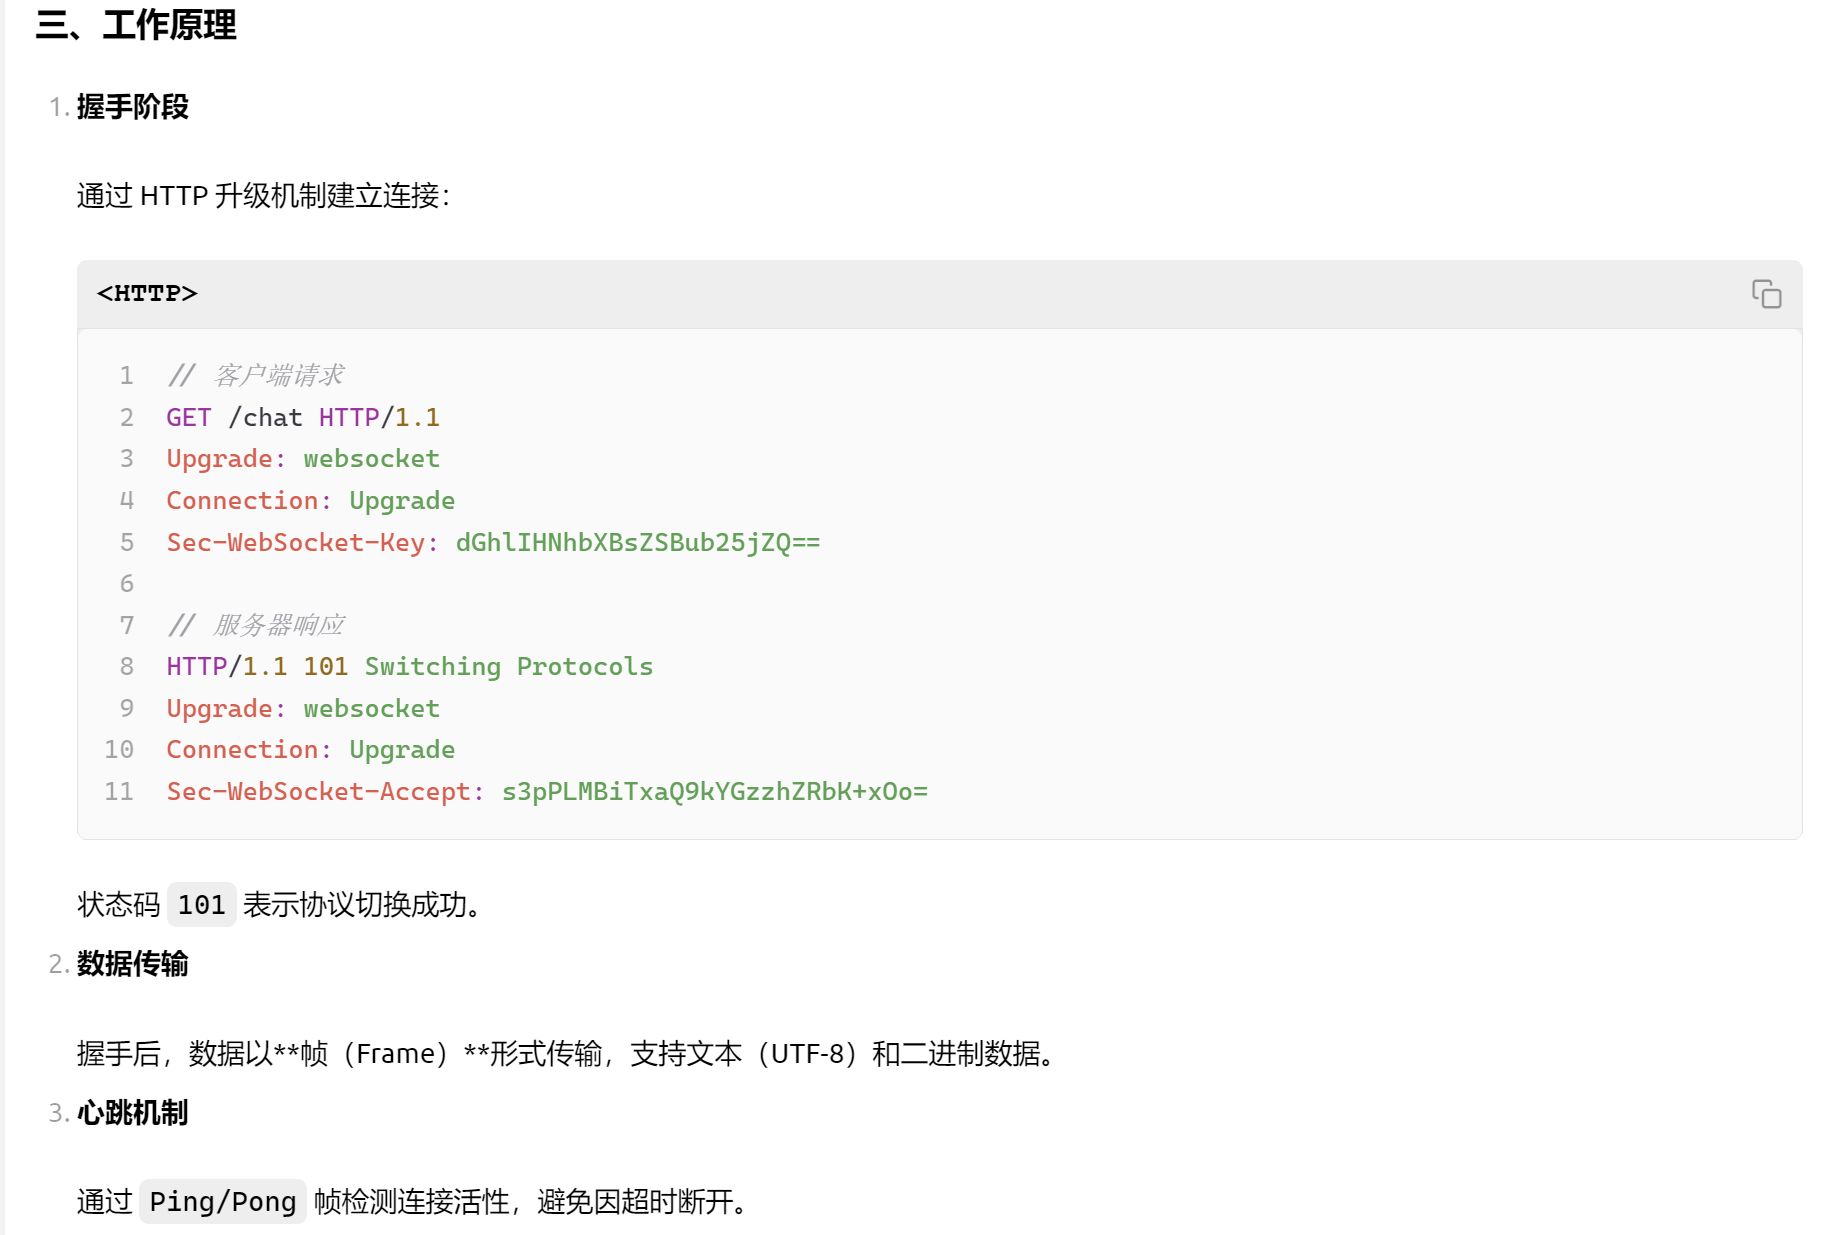 三、工作原理
1. 握手阶段
通过 HTTP 升级机制建立连接：
<HTTP>
1 // 客户端请求
2 GET /chat HTTP/1.1
3 Upgrade: websocket
4 Connection: Upgrade
5 Sec-WebSocket-Key: dGhlIHNhbXBsZSBub25jZQ==
6
7 // 服务器响应
8 HTTP/1.1 101 Switching Protocols
9 Upgrade: websocket
10 Connection: Upgrade
11 Sec-WebSocket-Accept: s3pPLMBiTxaQ9kYGzzhZRbK+xOo=
状态码 101 表示协议切换成功。
2. 数据传输
握手后，数据以**帧（Frame）**形式传输，支持文本（UTF-8）和二进制数据。
3. 心跳机制
通过 Ping/Pong 帧检测连接活性，避免因超时断开。